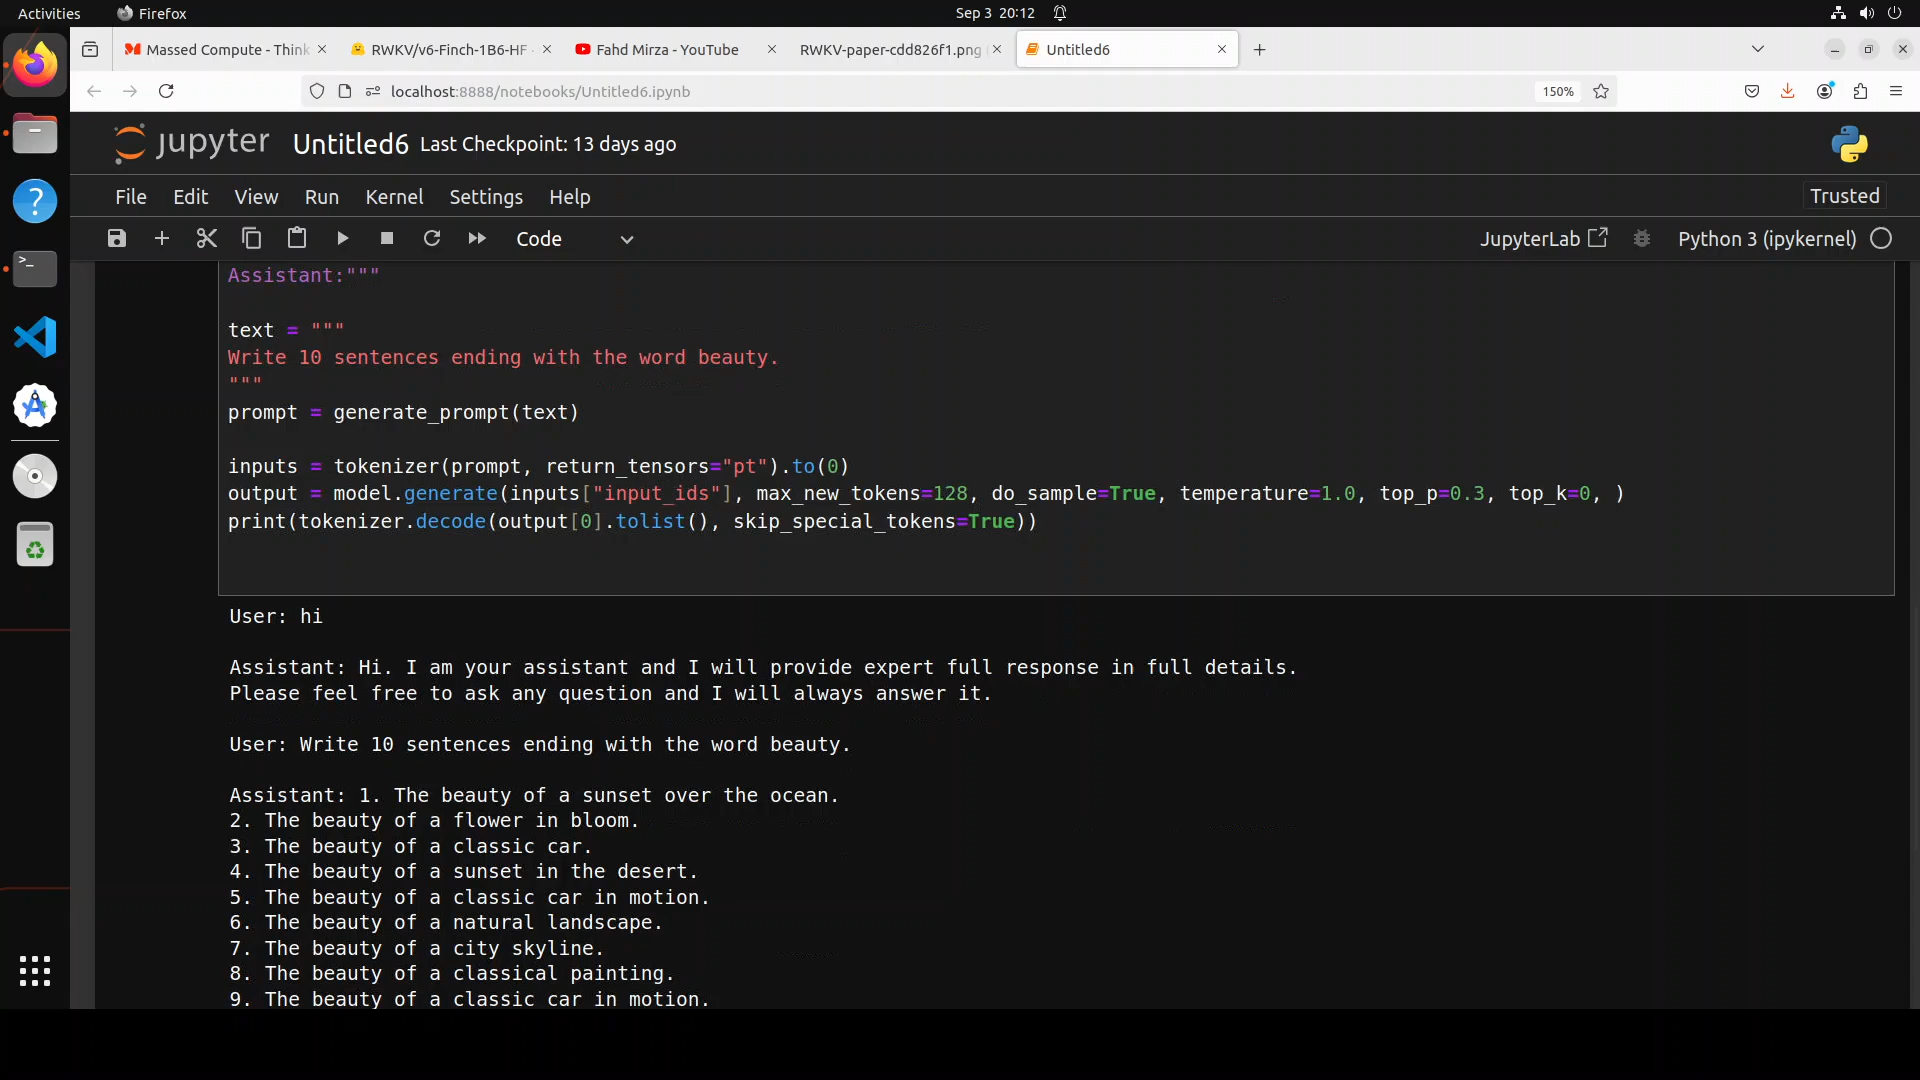 Activities
Firefox
Sep 3 20:12
Massed Compute - Think
RWKV/v6-Finch-1B6-HF
Fahd Mirza - YouTube
RWKV-paper-cdd826f1.png
Untitled6
localhost:8888/notebooks/Untitled6.ipynb
150%
jupyter
Untitled6
Last Checkpoint: 13 days ago
File Edit View Run Kernel Settings Help
Trusted
Code
JupyterLab
Python 3 (ipykernel)
Assistant:"""
text = """
Write 10 sentences ending with the word beauty.
"""
prompt = generate_prompt(text)
inputs = tokenizer(prompt, return_tensors="pt").to(0)
output = model.generate(inputs["input_ids"], max_new_tokens=128, do_sample=True, temperature=1.0, top_p=0.3, top_k=0, )
print(tokenizer.decode(output[0].tolist(), skip_special_tokens=True))
User: hi
Assistant: Hi. I am your assistant and I will provide expert full response in full details.
Please feel free to ask any question and I will always answer it.
User: Write 10 sentences ending with the word beauty.
Assistant: 1. The beauty of a sunset over the ocean.
2. The beauty of a flower in bloom.
3. The beauty of a classic car.
4. The beauty of a sunset in the desert.
5. The beauty of a classic car in motion.
6. The beauty of a natural landscape.
7. The beauty of a city skyline.
8. The beauty of a classical painting.
9. The beauty of a classic car in motion.